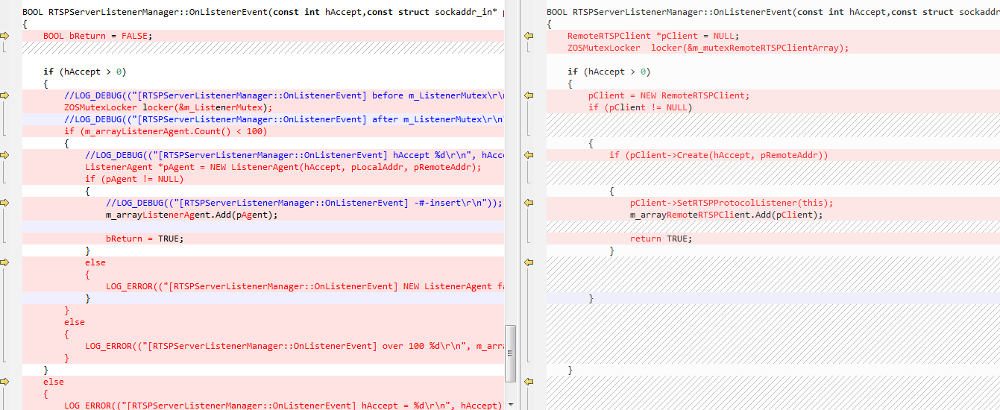 BOOL RTSPServerListenerManager::OnListenerEvent(const int hAccept,const struct sockaddr_in*
{
BOOL bReturn = FALSE;
if (hAccept > 0)
{
//LOG_DEBUG(("[RTSPServerListenerManager::OnListenerEvent] before m_ListenerMutex\r\n
ZOSMutexLocker locker(&m_ListenerMutex);
//LOG_DEBUG(("[RTSPServerListenerManager::OnListenerEvent] after m_ListenerMutex\r\n"
if (m_arrayListenerAgent.Count() < 100)
{
//LOG_DEBUG(("[RTSPServerListenerManager::OnListenerEvent] hAccept %d\r\n", hAcce
ListenerAgent *pAgent = NEW ListenerAgent(hAccept, pLocalAddr, pRemoteAddr);
if (pAgent != NULL)
{
//LOG_DEBUG(("[RTSPServerListenerManager::OnListenerEvent] -#-insert\r\n"));
m_arrayListenerAgent.Add(pAgent);
bReturn = TRUE;
}
else
{
LOG_ERROR(("[RTSPServerListenerManager::OnListenerEvent] NEW ListenerAgent fa
}
}
else
{
LOG_ERROR(("[RTSPServerListenerManager::OnListenerEvent] over 100 %d\r\n", m_arra
}
}
else
{
LOG_ERROR(("[RTSPServerListenerManager::OnListenerEvent] hAccept = %d\r\n", hAccept)
BOOL RTSPServerListenerManager::OnListenerEvent(const int hAccept,const struct sockadd
{
RemoteRTSPClient *pClient = NULL;
ZOSMutexLocker  locker(&m_mutexRemoteRTSPClientArray);
if (hAccept > 0)
{
pClient = NEW RemoteRTSPClient;
if (pClient != NULL)
{
if (pClient->Create(hAccept, pRemoteAddr))
{
pClient->SetRTSPProtocolListener(this);
m_arrayRemoteRTSPClient.Add(pClient);
return TRUE;
}
}
}